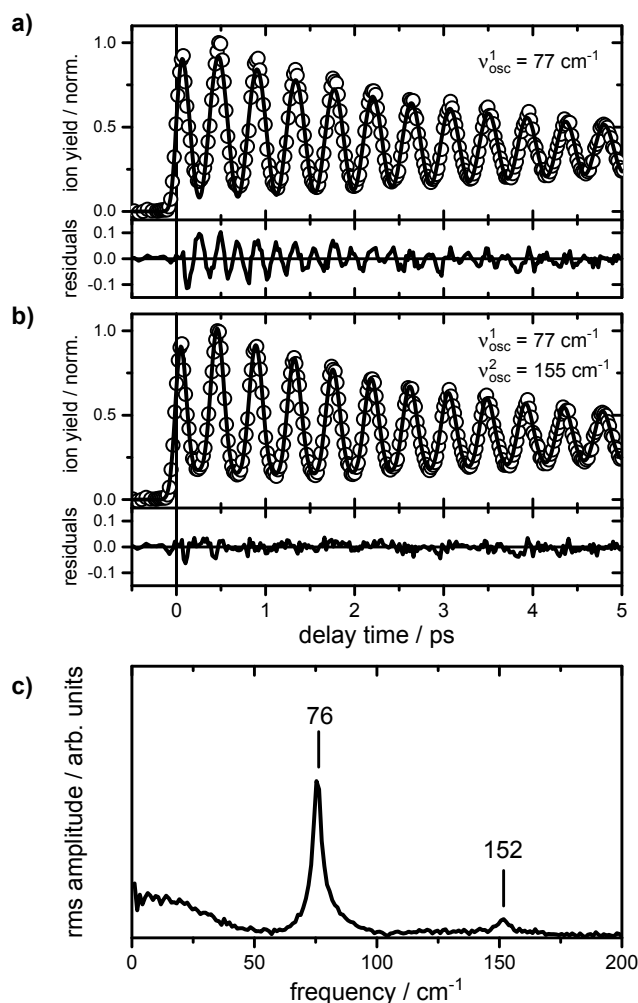 a)
ion yield / norm.
1.0
0.5
0.0
ν¹osc = 77 cm⁻¹
residuals
0.1
0.0
-0.1
b)
ion yield / norm.
1.0
0.5
0.0
ν¹osc = 77 cm⁻¹
ν²osc = 155 cm⁻¹
residuals
0.1
0.0
-0.1
0 1 2 3 4 5
delay time / ps
c)
rms amplitude / arb. units
76
152
0 50 100 150 200
frequency / cm⁻¹